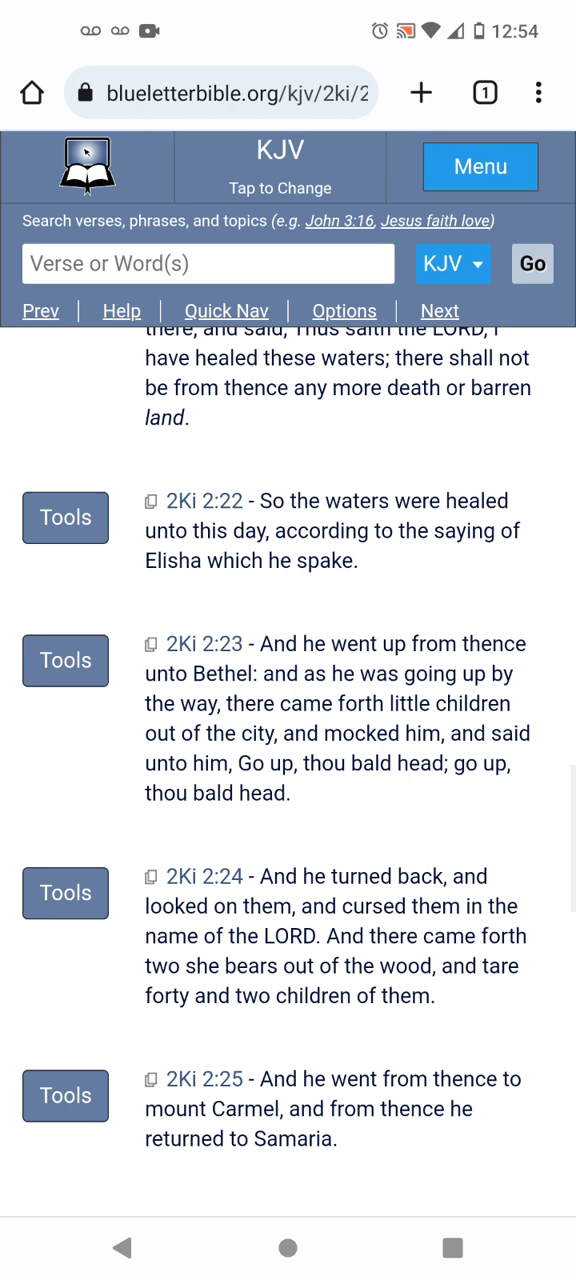 12:54
blueletterbible.org/kjv/2ki/2
1
KJV
Tap to Change
Menu
Search verses, phrases, and topics (e.g. John 3:16, Jesus faith love)
Verse or Word(s)
KJV
Go
Prev | Help | Quick Nav | Options | Next
there, and said, Thus saith the LORD, I
have healed these waters; there shall not
be from thence any more death or barren
land.
Tools
2Ki 2:22 - So the waters were healed
unto this day, according to the saying of
Elisha which he spake.
Tools
2Ki 2:23 - And he went up from thence
unto Bethel: and as he was going up by
the way, there came forth little children
out of the city, and mocked him, and said
unto him, Go up, thou bald head; go up,
thou bald head.
Tools
2Ki 2:24 - And he turned back, and
looked on them, and cursed them in the
name of the LORD. And there came forth
two she bears out of the wood, and tare
forty and two children of them.
Tools
2Ki 2:25 - And he went from thence to
mount Carmel, and from thence he
returned to Samaria.